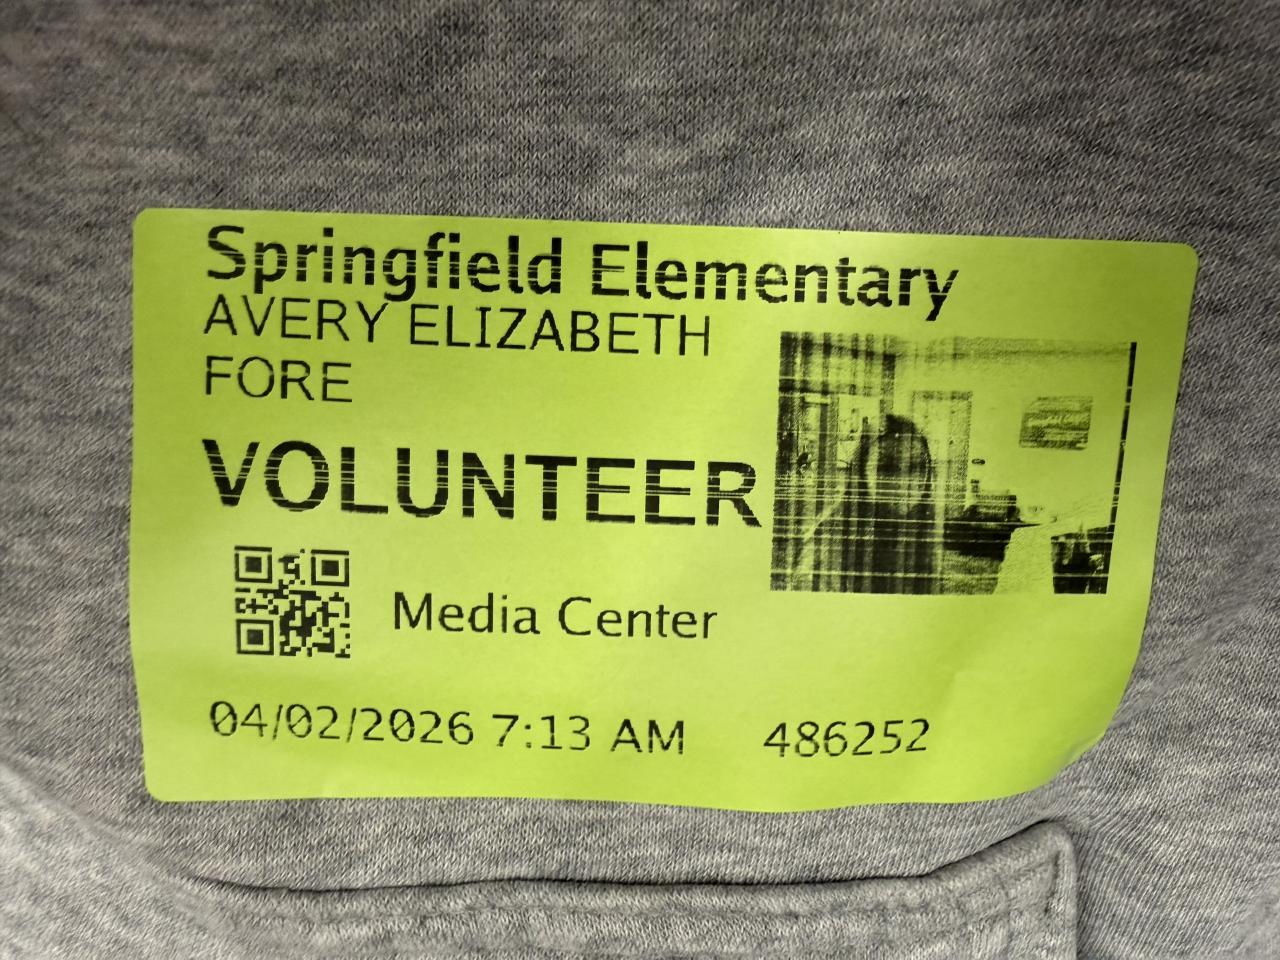 Springfield Elementary
AVERY ELIZABETH
FORE
VOLUNTEER
Media Center
04/02/2026 7:13 AM 486252